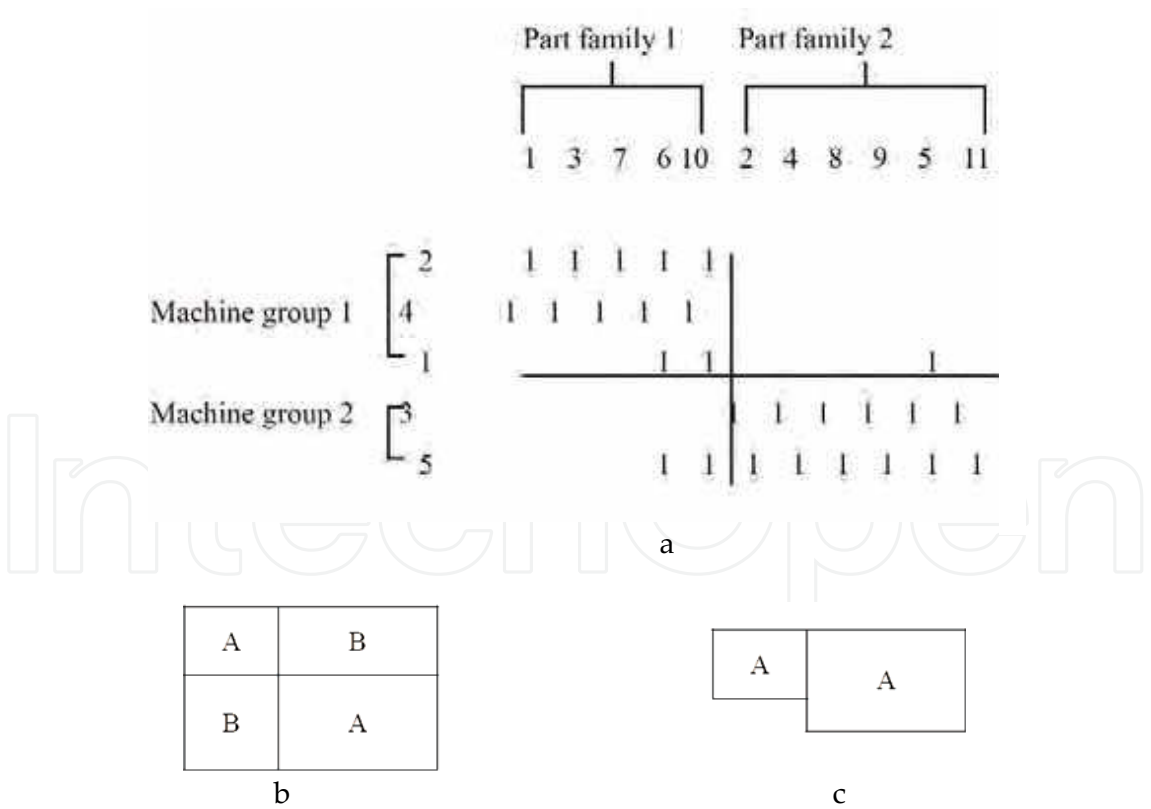 Part family 1 Part family 2
1 3 7 6 10 2 4 8 9 5 11
2 1 1 1 1 1
Machine group 1 4 1 1 1 1 1
1 1 1 1
Machine group 2 3 1 1 1 1 1 1
5 1 1 1 1 1 1 1 1
IntechOpen
a
A B
A A
B A
b c